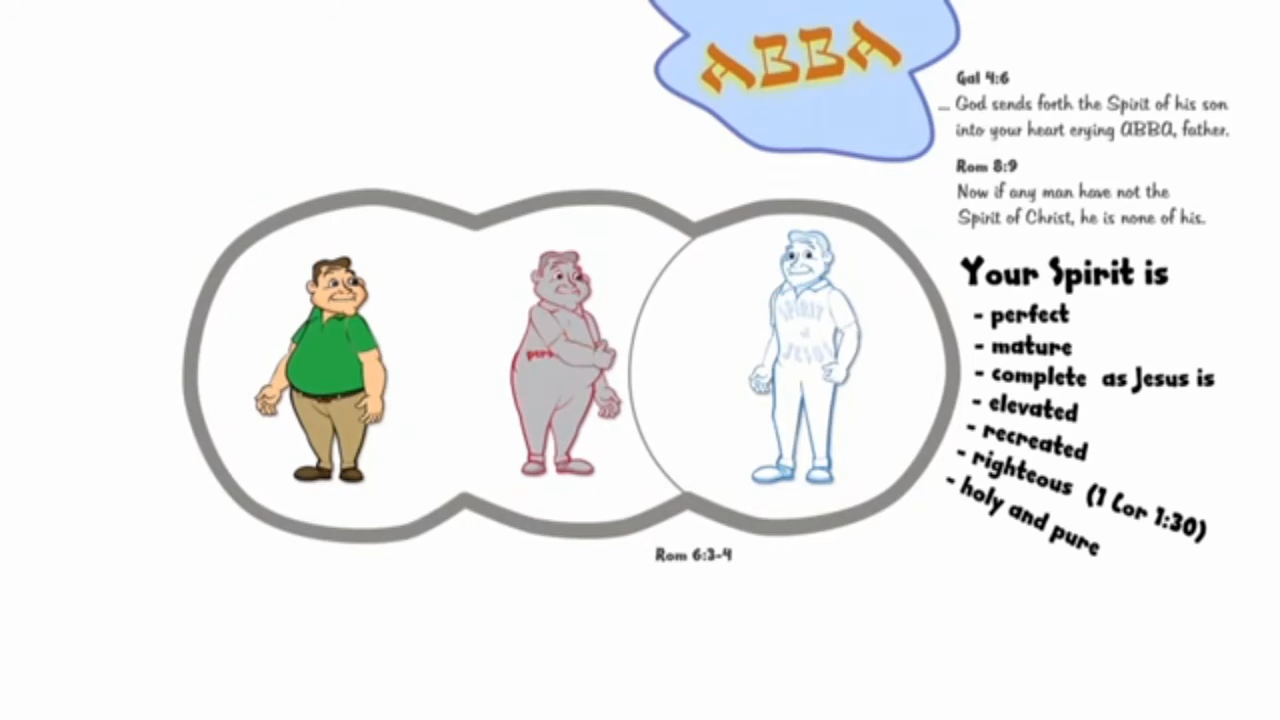 ABBA
Gal 4:6
... God sends forth the Spirit of his son
into your heart crying ABBA, father.
Rom 8:9
Now if any man have not the
Spirit of Christ, he is none of his.
Your Spirit is
- perfect
- mature
- complete as Jesus is
- elevated
- recreated
- righteous (1 Cor 1:30)
- holy and pure
SPIRIT
of
JESUS
Rom 6:3-4